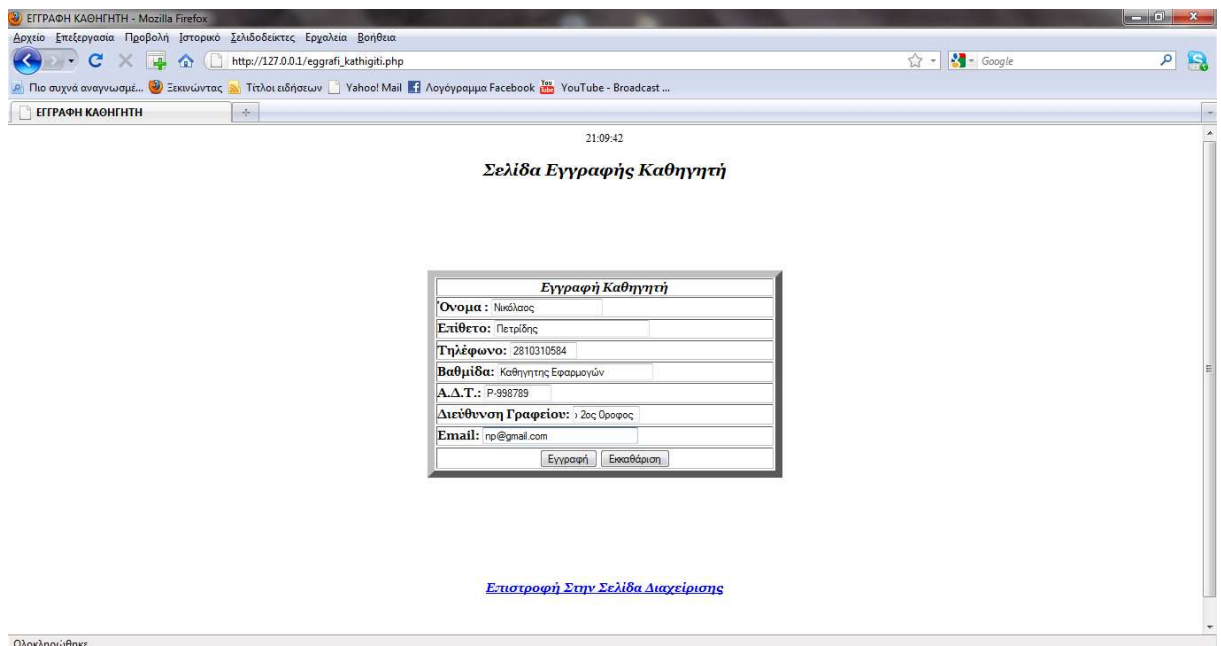 ΕΓΓΡΑΦΗ ΚΑΘΗΓΗΤΗ - Mozilla Firefox
Αρχείο Επεξεργασία Προβολή Ιστορικό Σελιδοδείκτες Εργαλεία Βοήθεια
http://127.0.0.1/eggrafi_kathigiti.php Google
Πιο συχνά αναγνωσμέ... Ξεκινώντας Τίτλοι ειδήσεων Yahoo! Mail Λογόγραμμα Facebook YouTube - Broadcast ...
ΕΓΓΡΑΦΗ ΚΑΘΗΓΗΤΗ
21:09:42
Σελίδα Εγγραφής Καθηγητή
Εγγραφή Καθηγητή
Όνομα : Νικόλαος
Επίθετο: Πετρίδης
Τηλέφωνο: 2810310584
Βαθμίδα: Καθηγητης Εφαρμογών
Α.Δ.Τ.: P-998789
Διεύθυνση Γραφείου: 2ος Οροφος
Email: np@gmail.com
Εγγραφή Εκκαθάριση
Επιστροφή Στην Σελίδα Διαχείρισης
Ολοκληρώθηκε